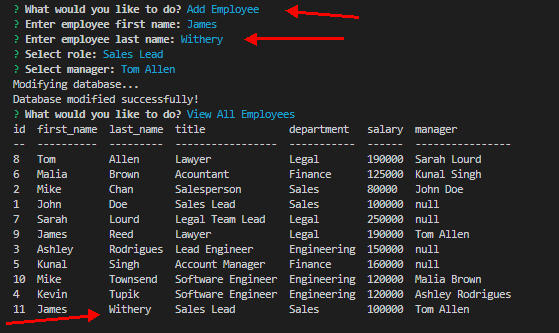 ? What would you like to do? Add Employee
? Enter employee first name: James
? Enter employee last name: Withery
? Select role: Sales Lead
? Select manager: Tom Allen
Modifying database...
Database modified successfully!
? What would you like to do? View All Employees
id first_name last_name title department salary manager
-- ---------- --------- ----------------- ----------- ------ ----------------
8 Tom Allen Lawyer Legal 190000 Sarah Lourd
6 Malia Brown Acountant Finance 125000 Kunal Singh
2 Mike Chan Salesperson Sales 80000 John Doe
1 John Doe Sales Lead Sales 100000 null
7 Sarah Lourd Legal Team Lead Legal 250000 null
9 James Reed Lawyer Legal 190000 Tom Allen
3 Ashley Rodrigues Lead Engineer Engineering 150000 null
5 Kunal Singh Account Manager Finance 160000 null
10 Mike Townsend Software Engineer Engineering 120000 Malia Brown
4 Kevin Tupik Software Engineer Engineering 120000 Ashley Rodrigues
11 James Withery Sales Lead Sales 100000 Tom Allen